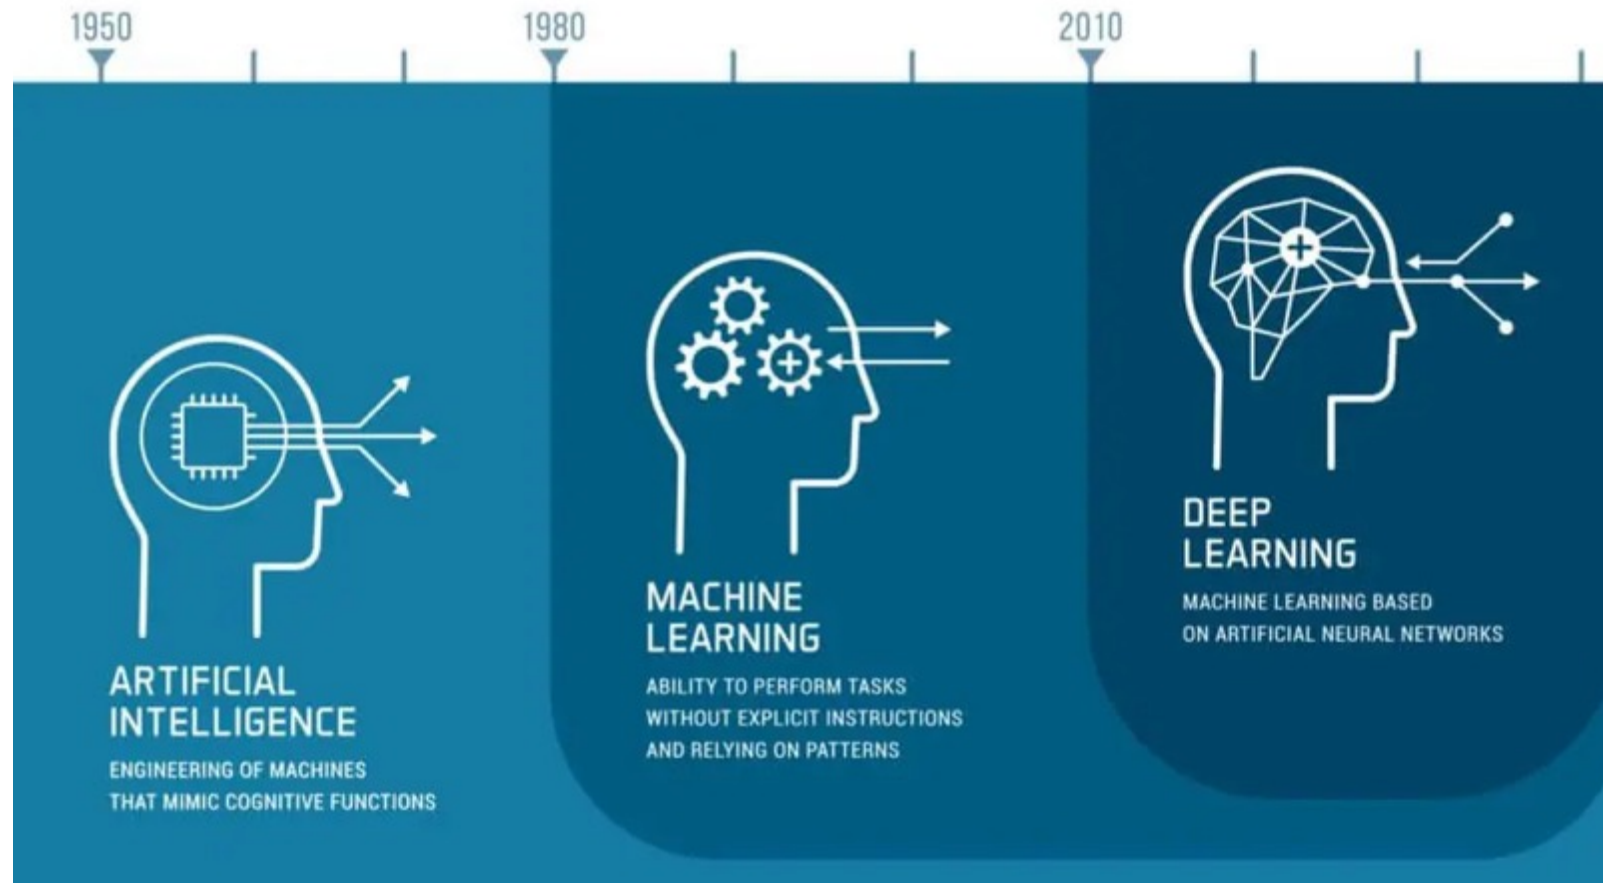 1950
1980
2010
ARTIFICIAL
INTELLIGENCE
ENGINEERING OF MACHINES
THAT MIMIC COGNITIVE FUNCTIONS
MACHINE
LEARNING
ABILITY TO PERFORM TASKS
WITHOUT EXPLICIT INSTRUCTIONS
AND RELYING ON PATTERNS
DEEP
LEARNING
MACHINE LEARNING BASED
ON ARTIFICIAL NEURAL NETWORKS